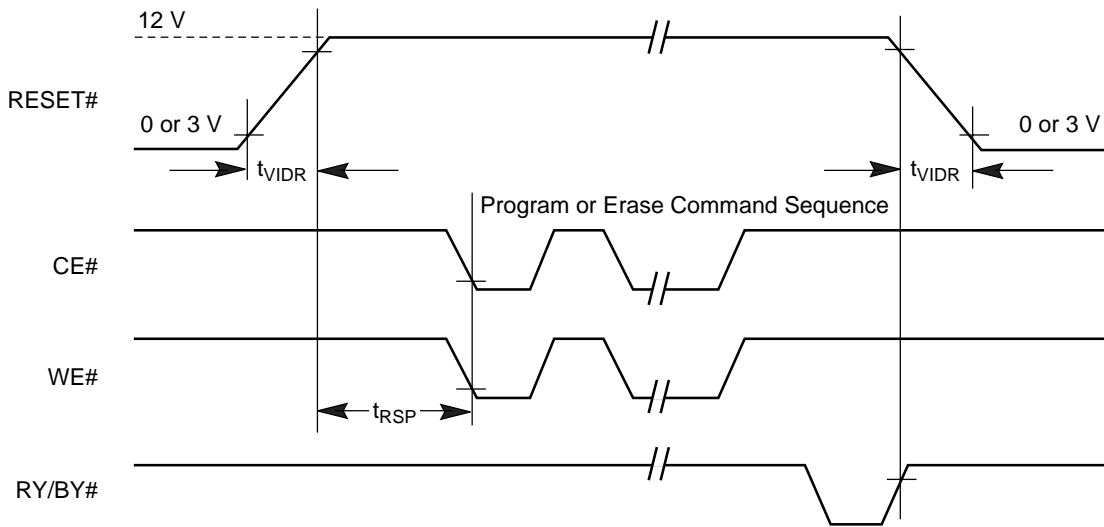 12 V
RESET#
0 or 3 V
0 or 3 V
tVIDR
tVIDR
Program or Erase Command Sequence
CE#
WE#
tRSP
RY/BY#